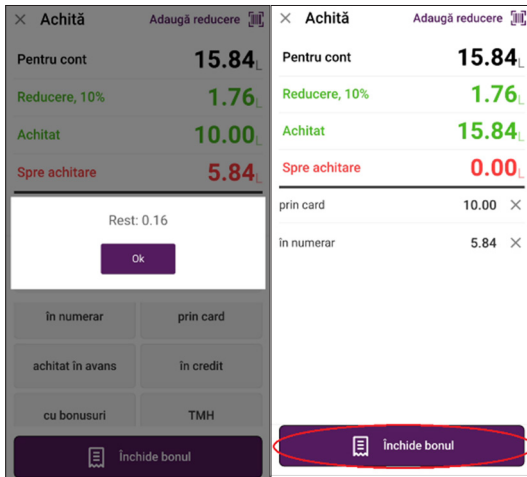 × Achită Adaugă reducere
Pentru cont 15.84L
Reducere, 10% 1.76L
Achitat 10.00L
Spre achitare 5.84L
Rest: 0.16
Ok
în numerar prin card
achitat în avans în credit
cu bonusuri TMH
Închide bonul
× Achită Adaugă reducere
Pentru cont 15.84L
Reducere, 10% 1.76L
Achitat 15.84L
Spre achitare 0.00L
prin card 10.00 ×
în numerar 5.84 ×
Închide bonul